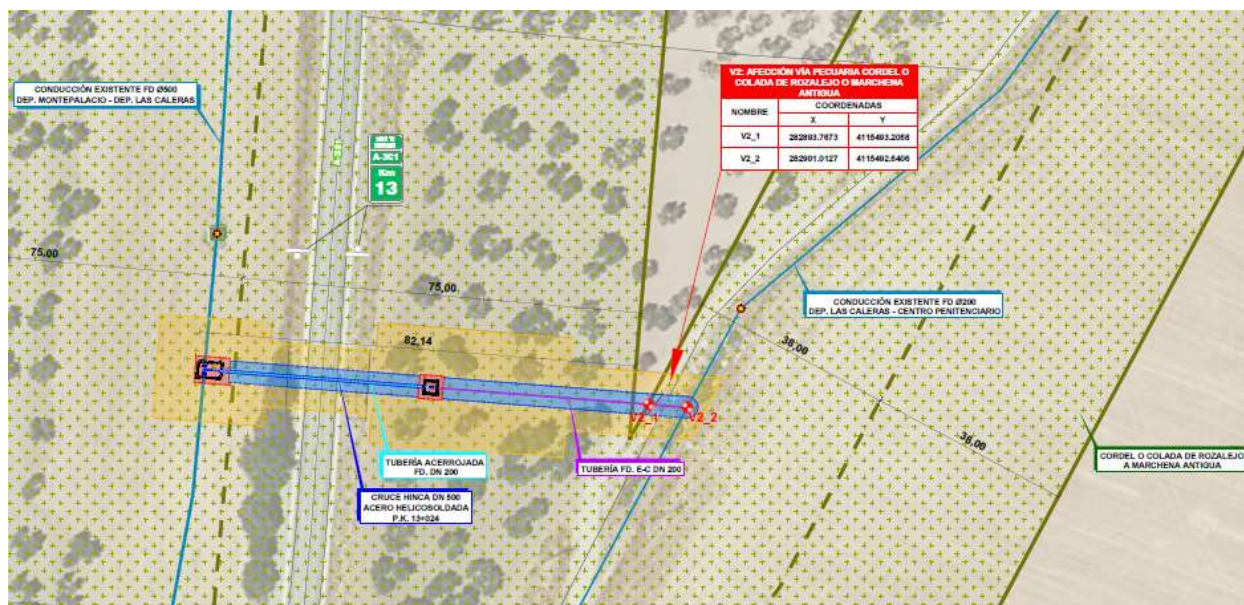 CONDUCCIÓN EXISTENTE FD Ø500
DEP. MONTEPALACIO - DEP. LAS CALERAS
A-361
Km
13
V2: AFECCIÓN VÍA PECUARIA CORDEL O
COLADA DE ROZALEJO O MARCHENA
ANTIGUA
NOMBRE
COORDENADAS
X
Y
V2_1
282893.7673
4115493.2058
V2_2
282901.0127
4115492.5406
75,00
75,00
82,14
CONDUCCIÓN EXISTENTE FD Ø200
DEP. LAS CALERAS - CENTRO PENITENCIARIO
38,00
38,00
V2_1
V2_2
TUBERÍA ACERROJADA
FD. DN 200
TUBERÍA FD. E-C DN 200
CRUCE HINCA DN 500
ACERO HELICOSOLDADA
P.K. 13+024
CORDEL O COLADA DE ROZALEJO
A MARCHENA ANTIGUA